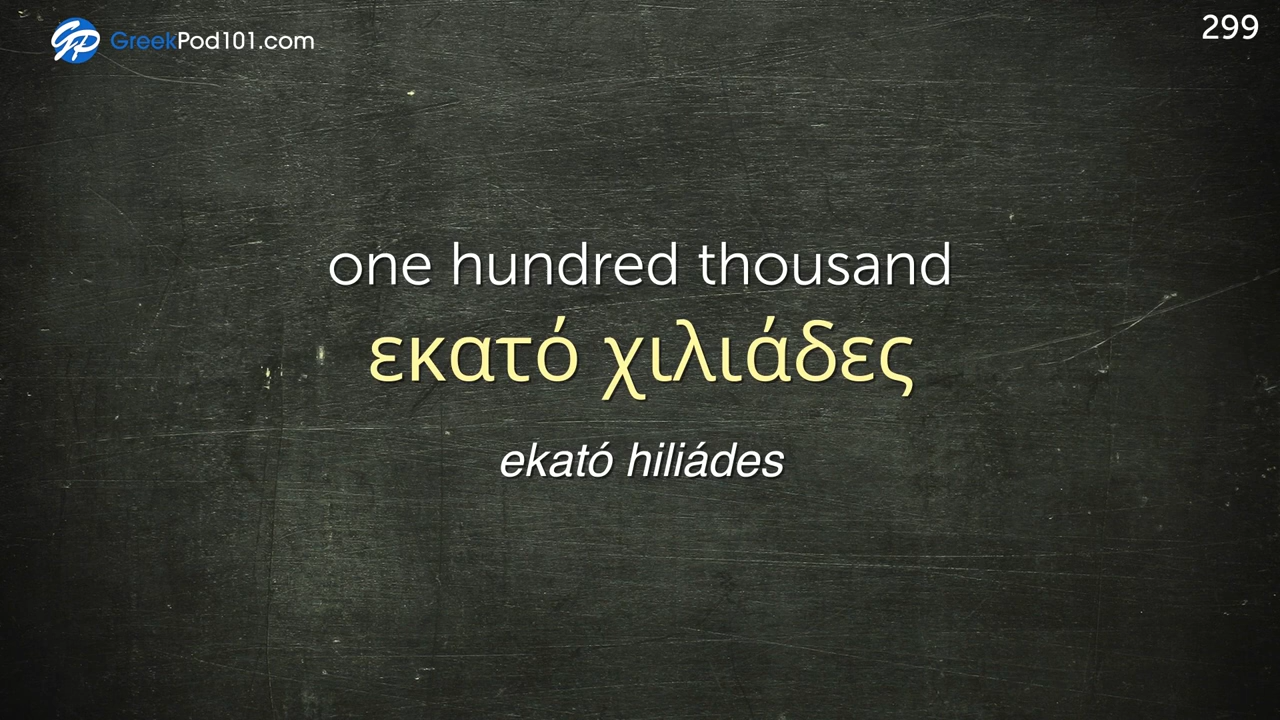 GreekPod101.com
299
one hundred thousand
εκατό χιλιάδες
ekató hiliádes